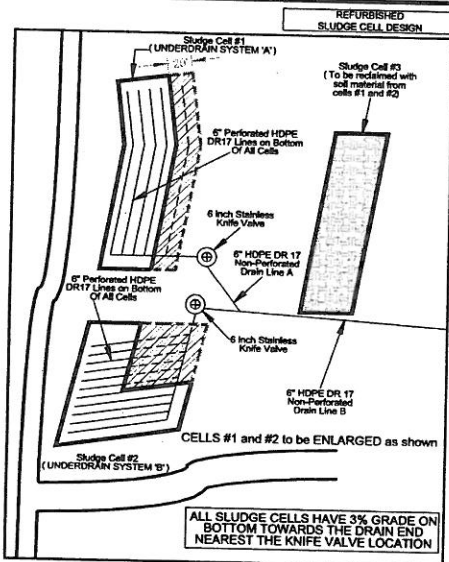 REFURBISHED
SLUDGE CELL DESIGN
Sludge Cell #1
( UNDERDRAIN SYSTEM 'A')
20'
Sludge Cell #3
( To be reclaimed with
soil material from
cells #1 and #2)
6" Perforated HDPE
DR17 Lines on Bottom
Of All Cells
6 inch Stainless
Knife Valve
6" HDPE DR 17
Non-Perforated
Drain Line A
6" Perforated HDPE
DR17 Lines on Bottom
Of All Cells
6 inch Stainless
Knife Valve
6" HDPE DR 17
Non-Perforated
Drain Line B
CELLS #1 and #2 to be ENLARGED as shown
Sludge Cell #2
( UNDERDRAIN SYSTEM 'B')
ALL SLUDGE CELLS HAVE 3% GRADE ON
BOTTOM TOWARDS THE DRAIN END
NEAREST THE KNIFE VALVE LOCATION